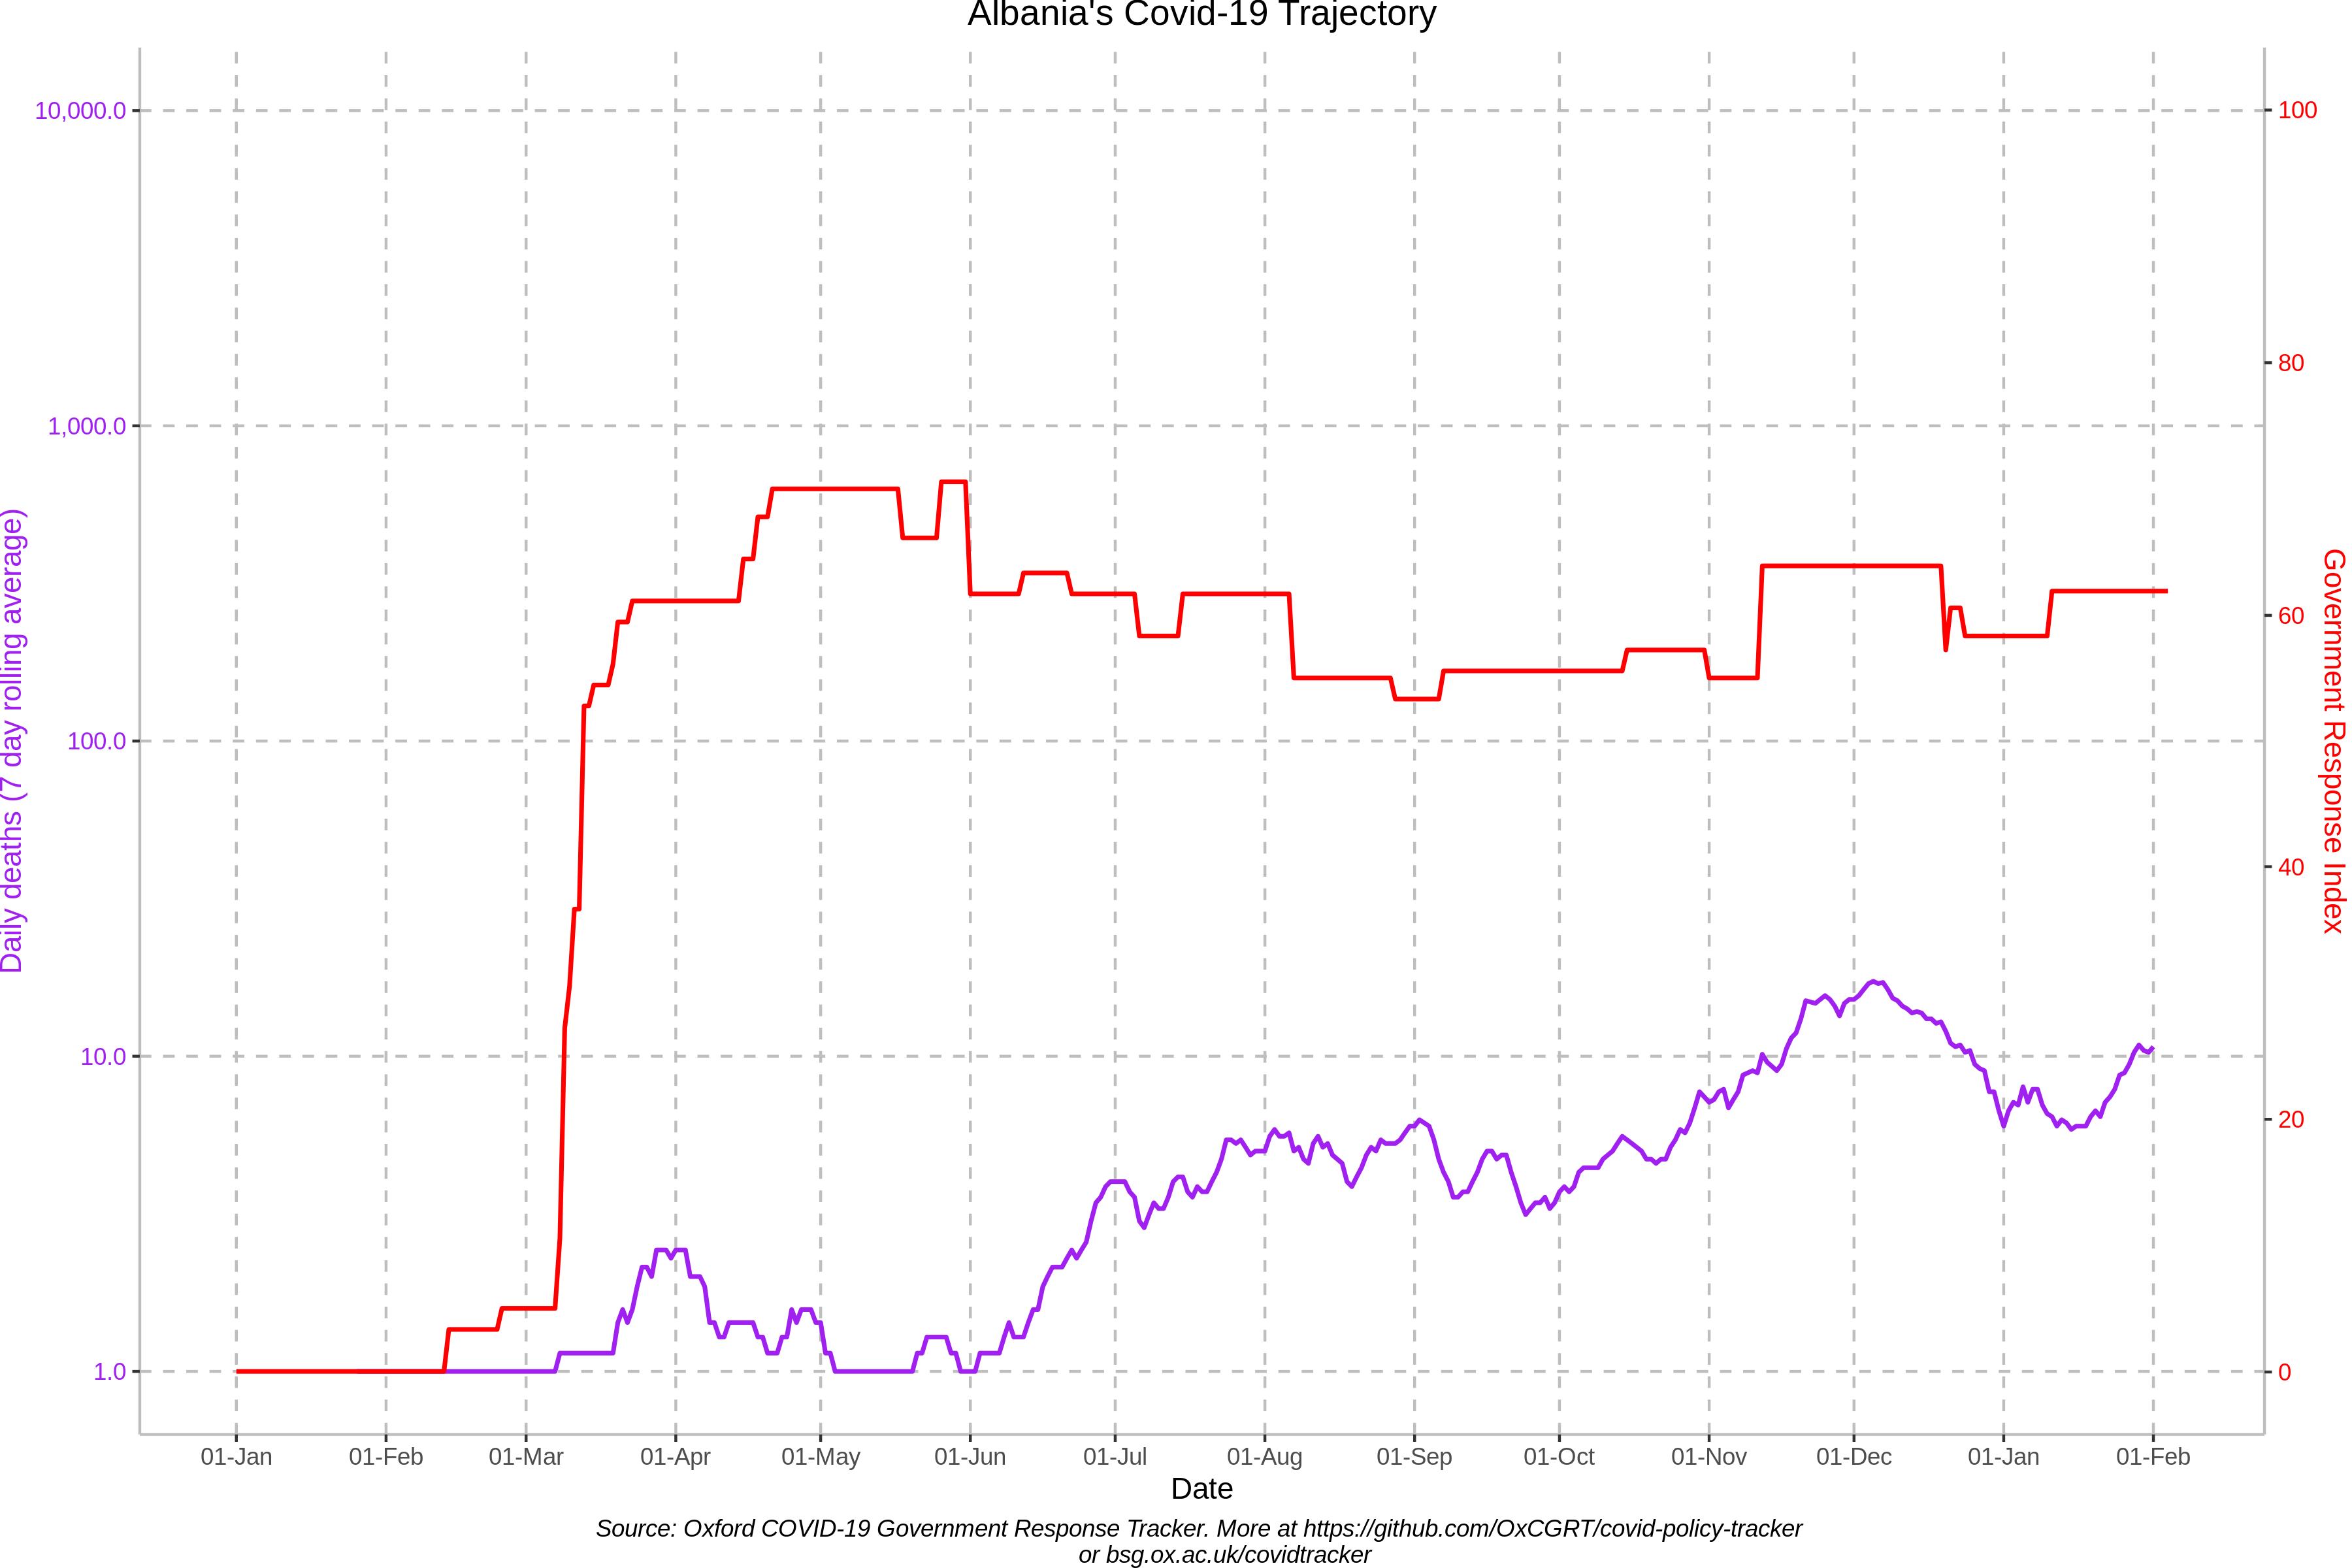 Albania's Covid-19 Trajectory
Daily deaths (7 day rolling average)
10,000.0
1,000.0
100.0
10.0
1.0
100
80
60
40
20
0
Government Response Index
01-Jan 01-Feb 01-Mar 01-Apr 01-May 01-Jun 01-Jul 01-Aug 01-Sep 01-Oct 01-Nov 01-Dec 01-Jan 01-Feb
Date
Source: Oxford COVID-19 Government Response Tracker. More at https://github.com/OxCGRT/covid-policy-tracker
or bsg.ox.ac.uk/covidtracker